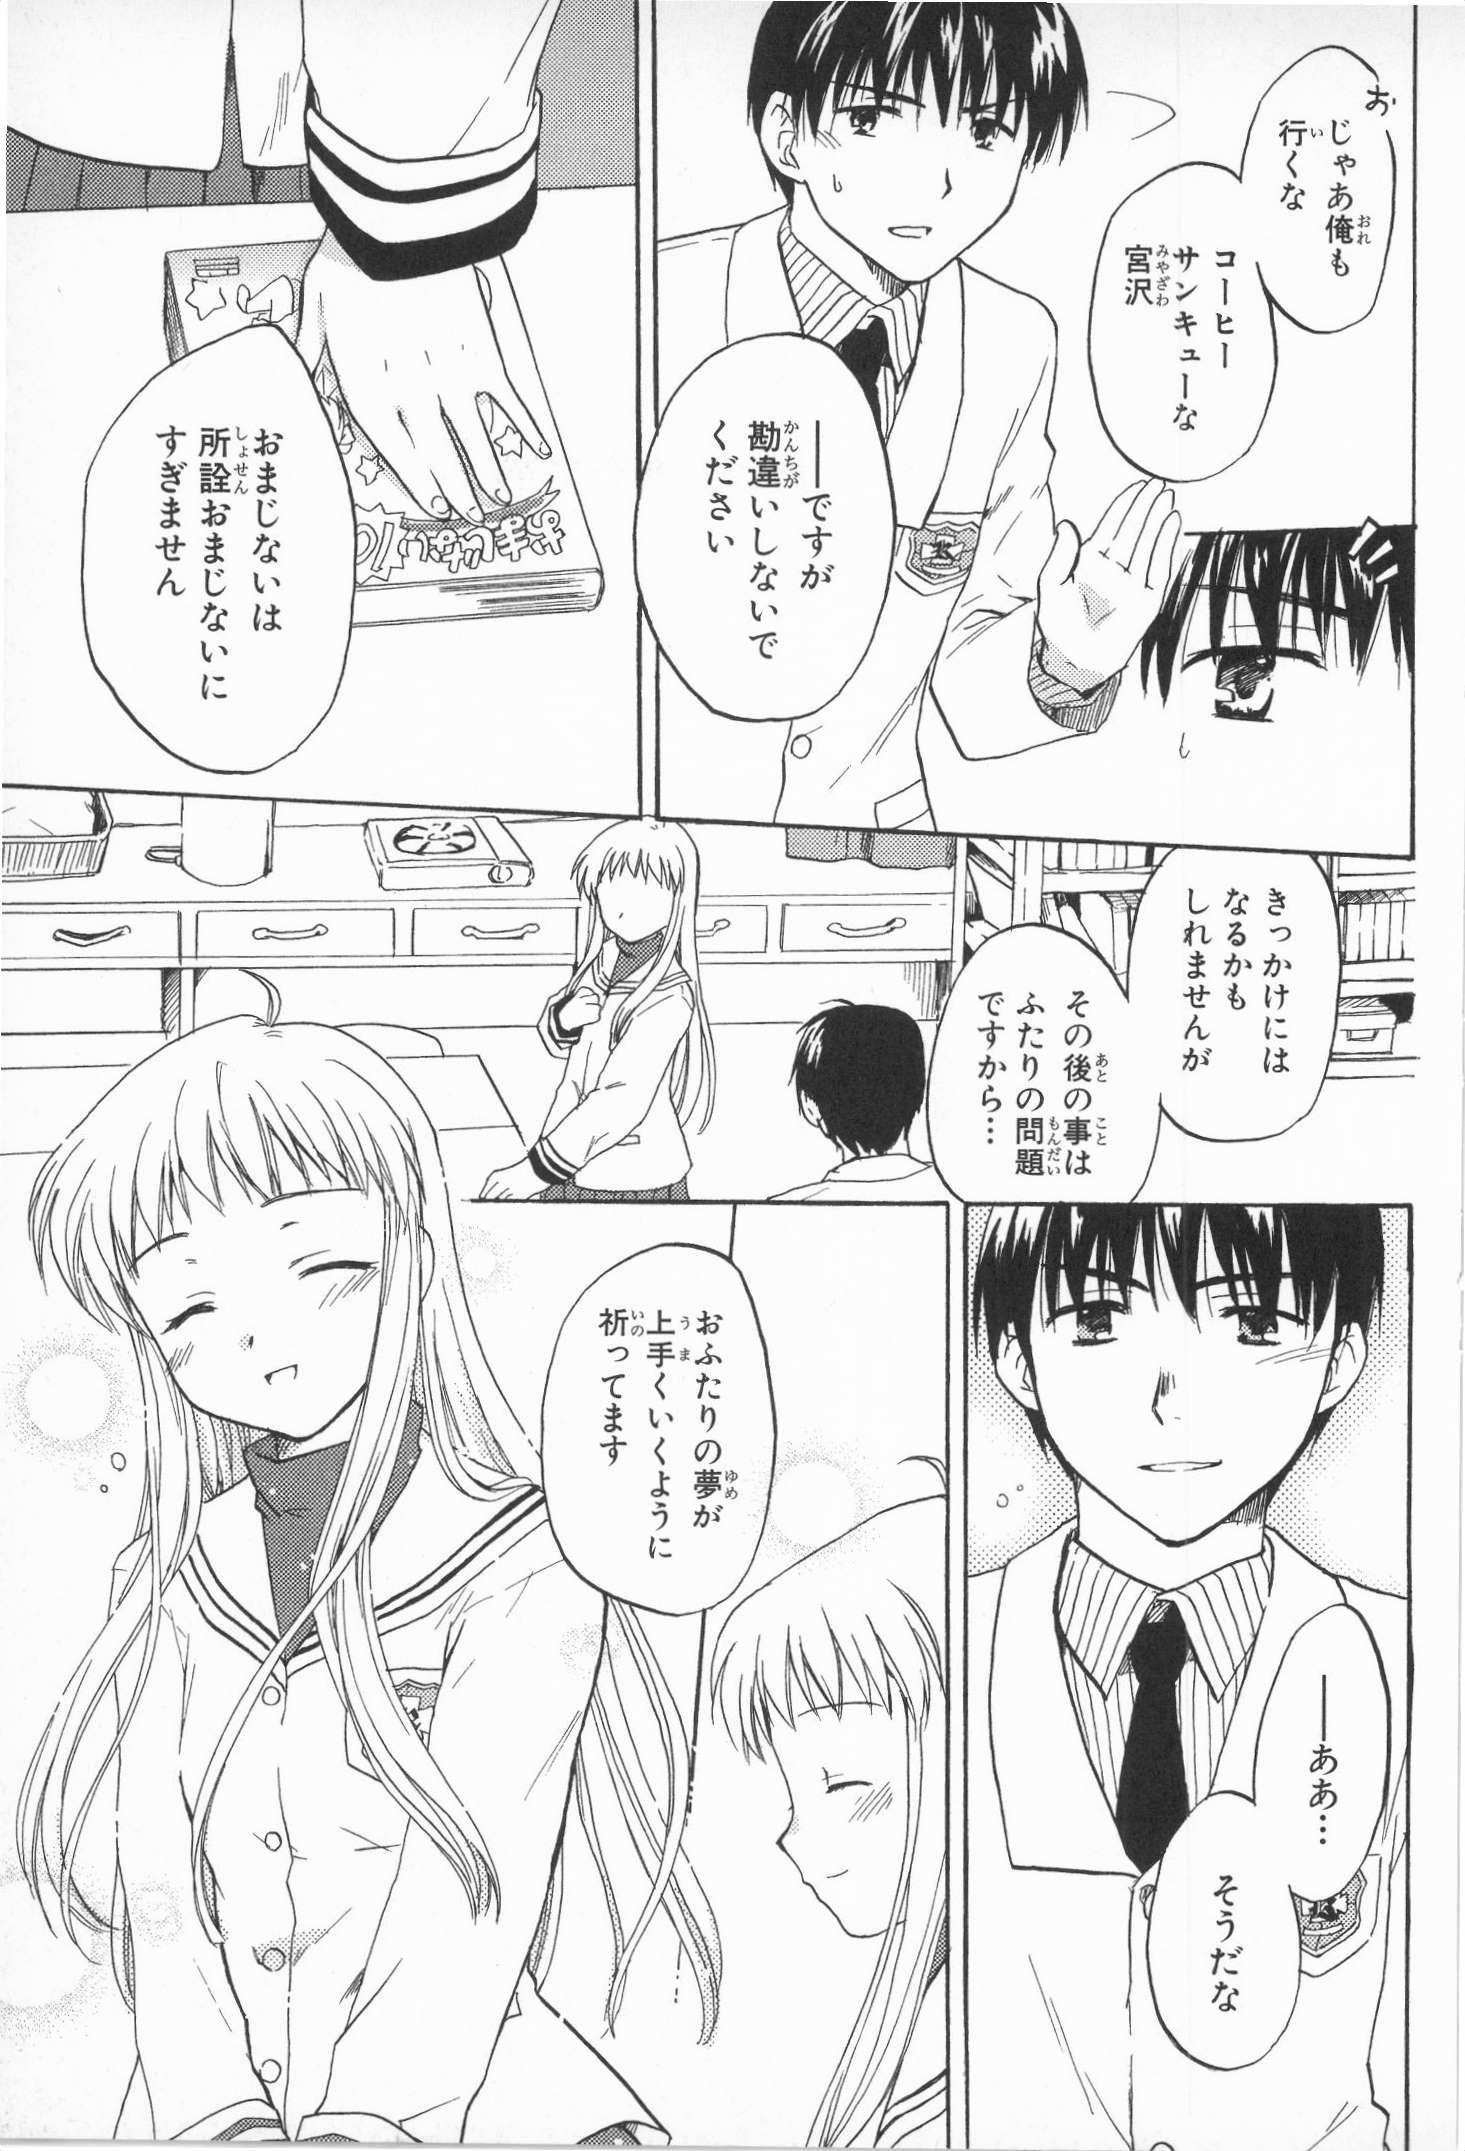 お
じゃあ俺も
行くな
コーヒー
サンキューな
宮沢
――ですが
勘違いしないで
ください
おまじないは
所詮おまじないに
すぎません
きっかけには
なるかも
しれませんが
その後の事は
ふたりの問題
ですから…
――ああ…
そうだな
おふたりの夢が
上手くいくように
祈ってます